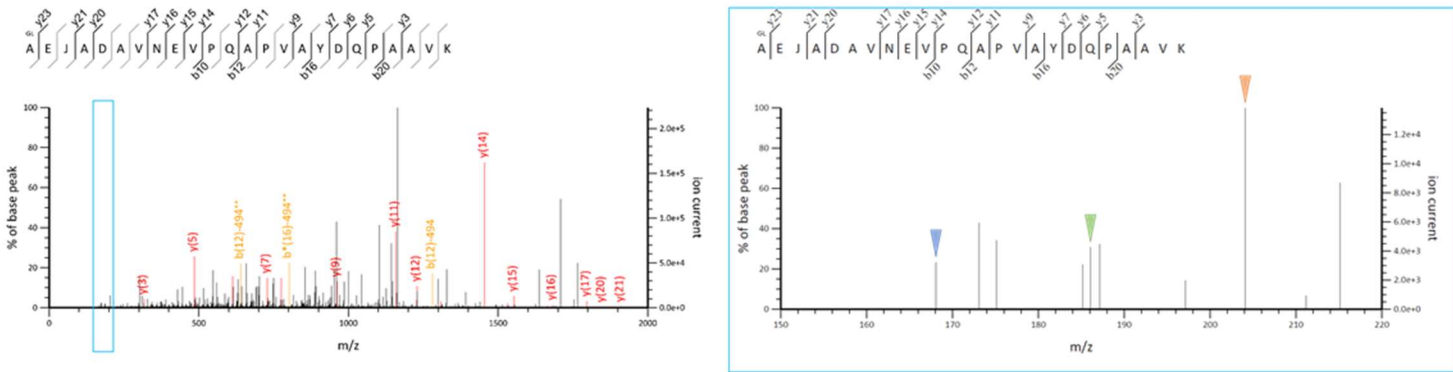 y23 y21 y20 y17 y16 y15 y14 y12 y11 y9 y7 y6 y5 y3
GL
A E J A D A V N E V P Q A P V A Y D Q P A A V K
b10 b12 b16 b20
% of base peak
100
80
60
40
20
0
y(3)
y(5)
b(12)-494++
y(7)
b*(16)-494++
y(9)
y(11)
y(12)
b(12)-494
y(14)
y(15)
y(16)
y(17)
y(20)
y(21)
2.0e+5
1.5e+5
1.0e+5
5.0e+4
0.0e+0
ion current
0 500 1000 1500 2000
m/z
y23 y21 y20 y17 y16 y15 y14 y12 y11 y9 y7 y6 y5 y3
GL
A E J A D A V N E V P Q A P V A Y D Q P A A V K
b10 b12 b16 b20
% of base peak
100
80
60
40
20
0
1.2e+4
1.0e+4
8.0e+3
6.0e+3
4.0e+3
2.0e+3
0.0e+0
ion current
150 160 170 180 190 200 210 220
m/z